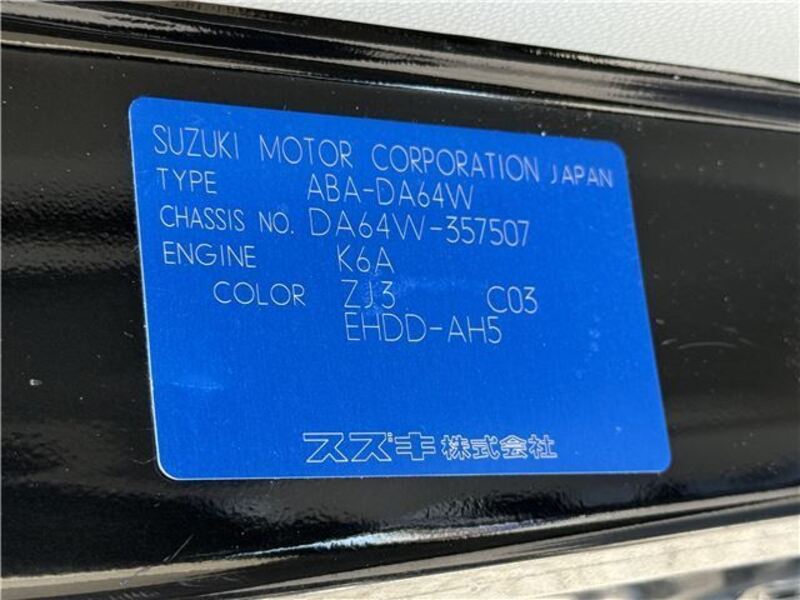 SUZUKI MOTOR CORPORATION JAPAN
TYPE ABA-DA64W
CHASSIS NO. DA64W-357507
ENGINE K6A
COLOR ZJ3 C03
EHDD-AH5
スズキ株式会社